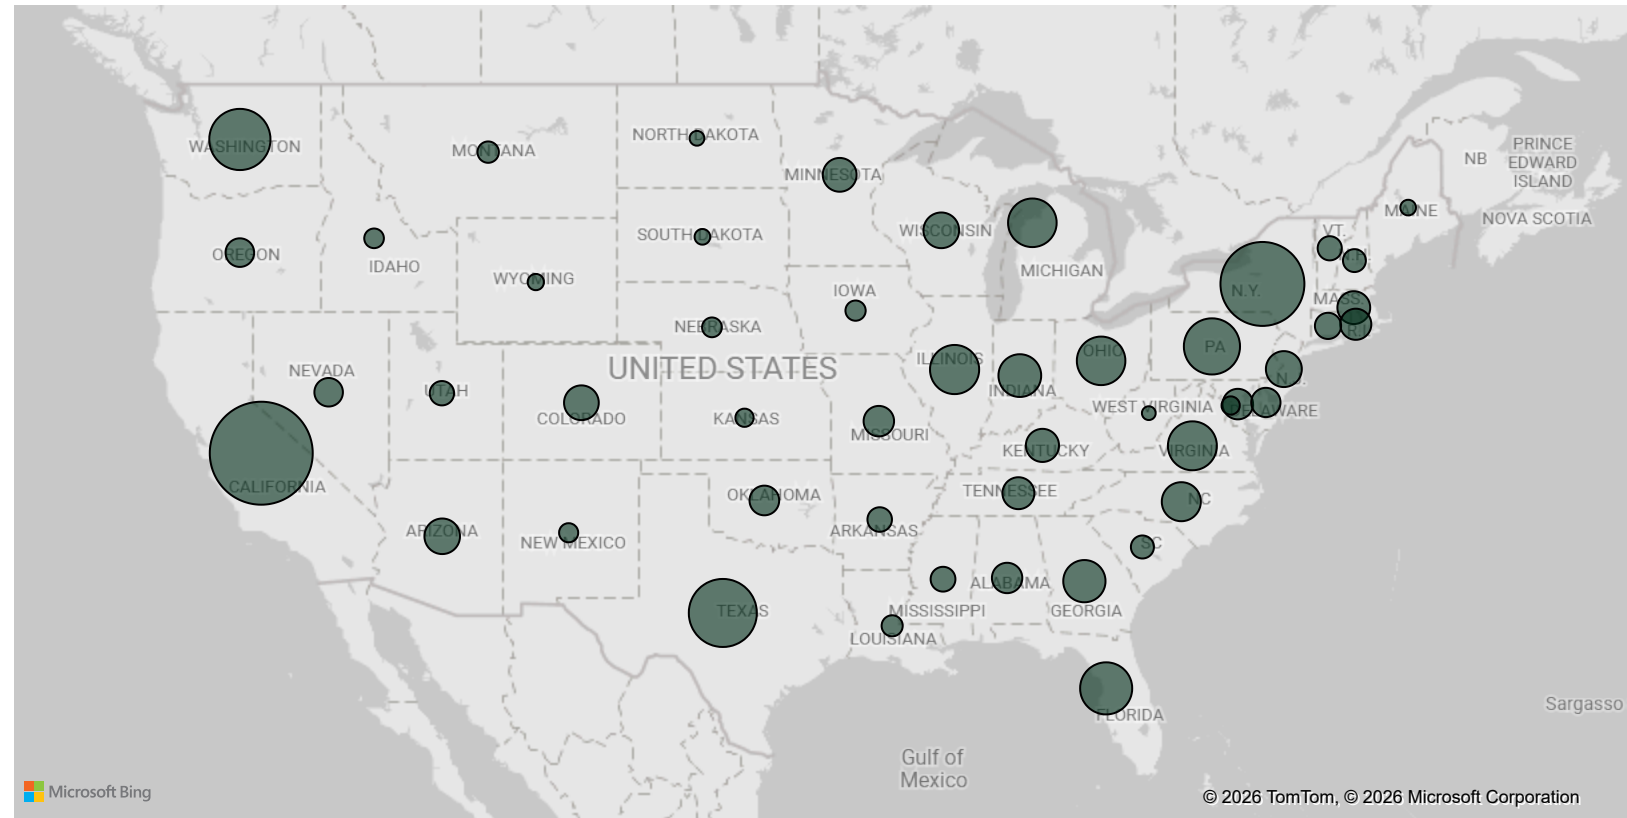 NORTH DAKOTA
WASHINGTON
MONTANA
MINNESOTA
PRINCE
EDWARD
ISLAND
NB
MAINE
NOVA SCOTIA
VT.
N.H.
WISCONSIN
SOUTH DAKOTA
OREGON
IDAHO
MICHIGAN
WYOMING
IOWA
N.Y.
MASS.
R.I.
NEBRASKA
PA
OHIO
ILLINOIS
UNITED STATES
NEVADA
UTAH
INDIANA
N.J.
COLORADO
KANSAS
WEST VIRGINIA
DELAWARE
MISSOURI
KENTUCKY
VIRGINIA
CALIFORNIA
OKLAHOMA
TENNESSEE
NC
ARIZONA
NEW MEXICO
ARKANSAS
SC
ALABAMA
TEXAS
MISSISSIPPI
GEORGIA
LOUISIANA
FLORIDA
Sargasso
Gulf of
Mexico
Microsoft Bing
© 2026 TomTom, © 2026 Microsoft Corporation